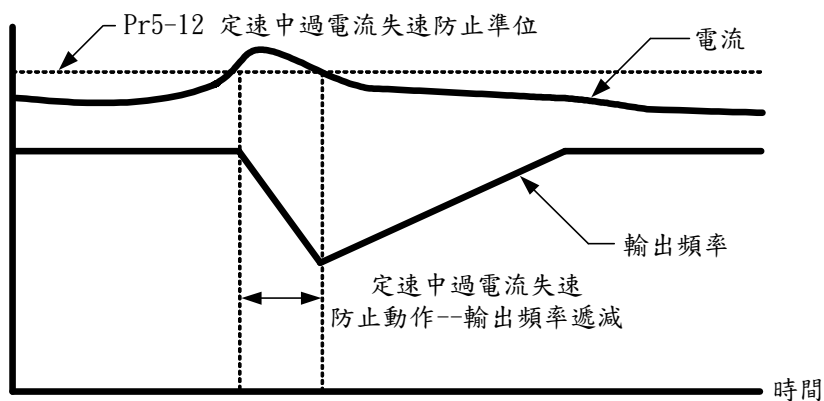 Pr5-12 定速中過電流失速防止準位
電流
輸出頻率
定速中過電流失速
防止動作--輸出頻率遞減
時間